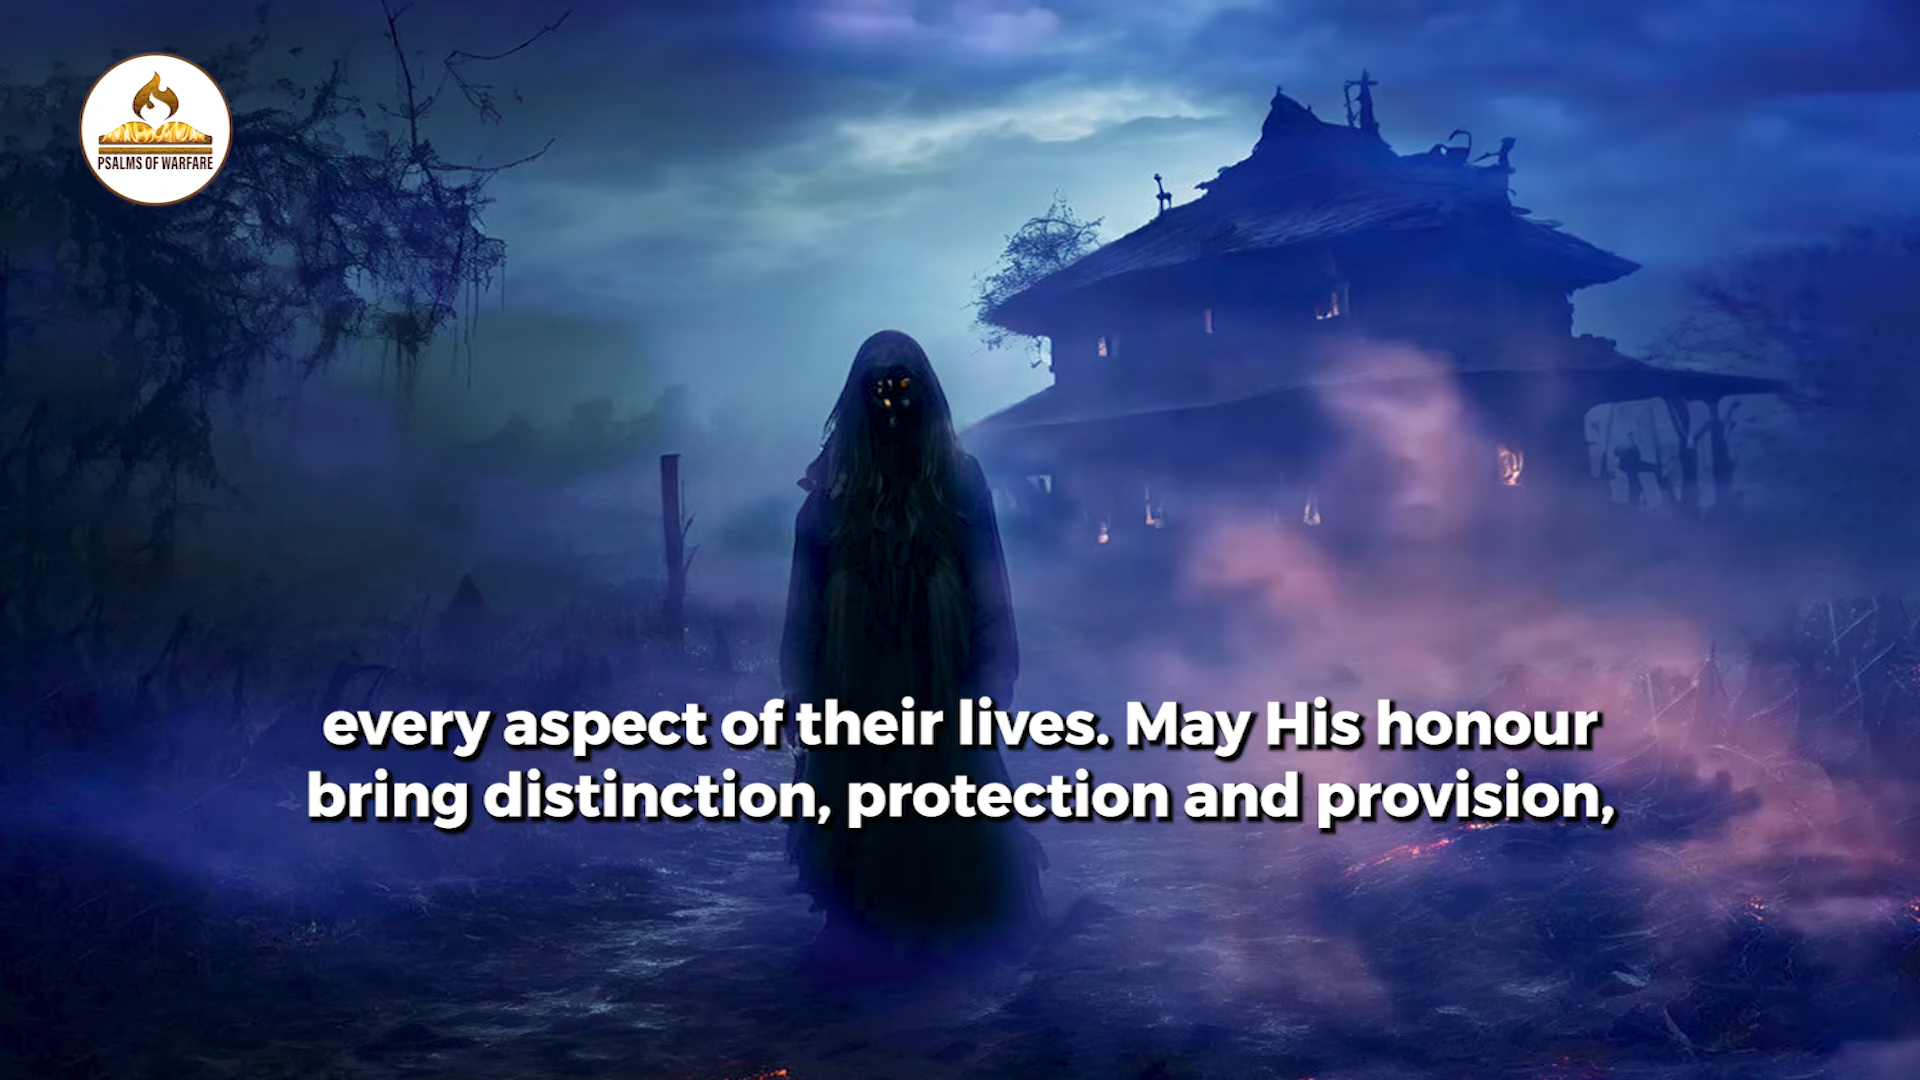 PSALMS OF WARFARE
every aspect of their lives. May His honour
bring distinction, protection and provision,